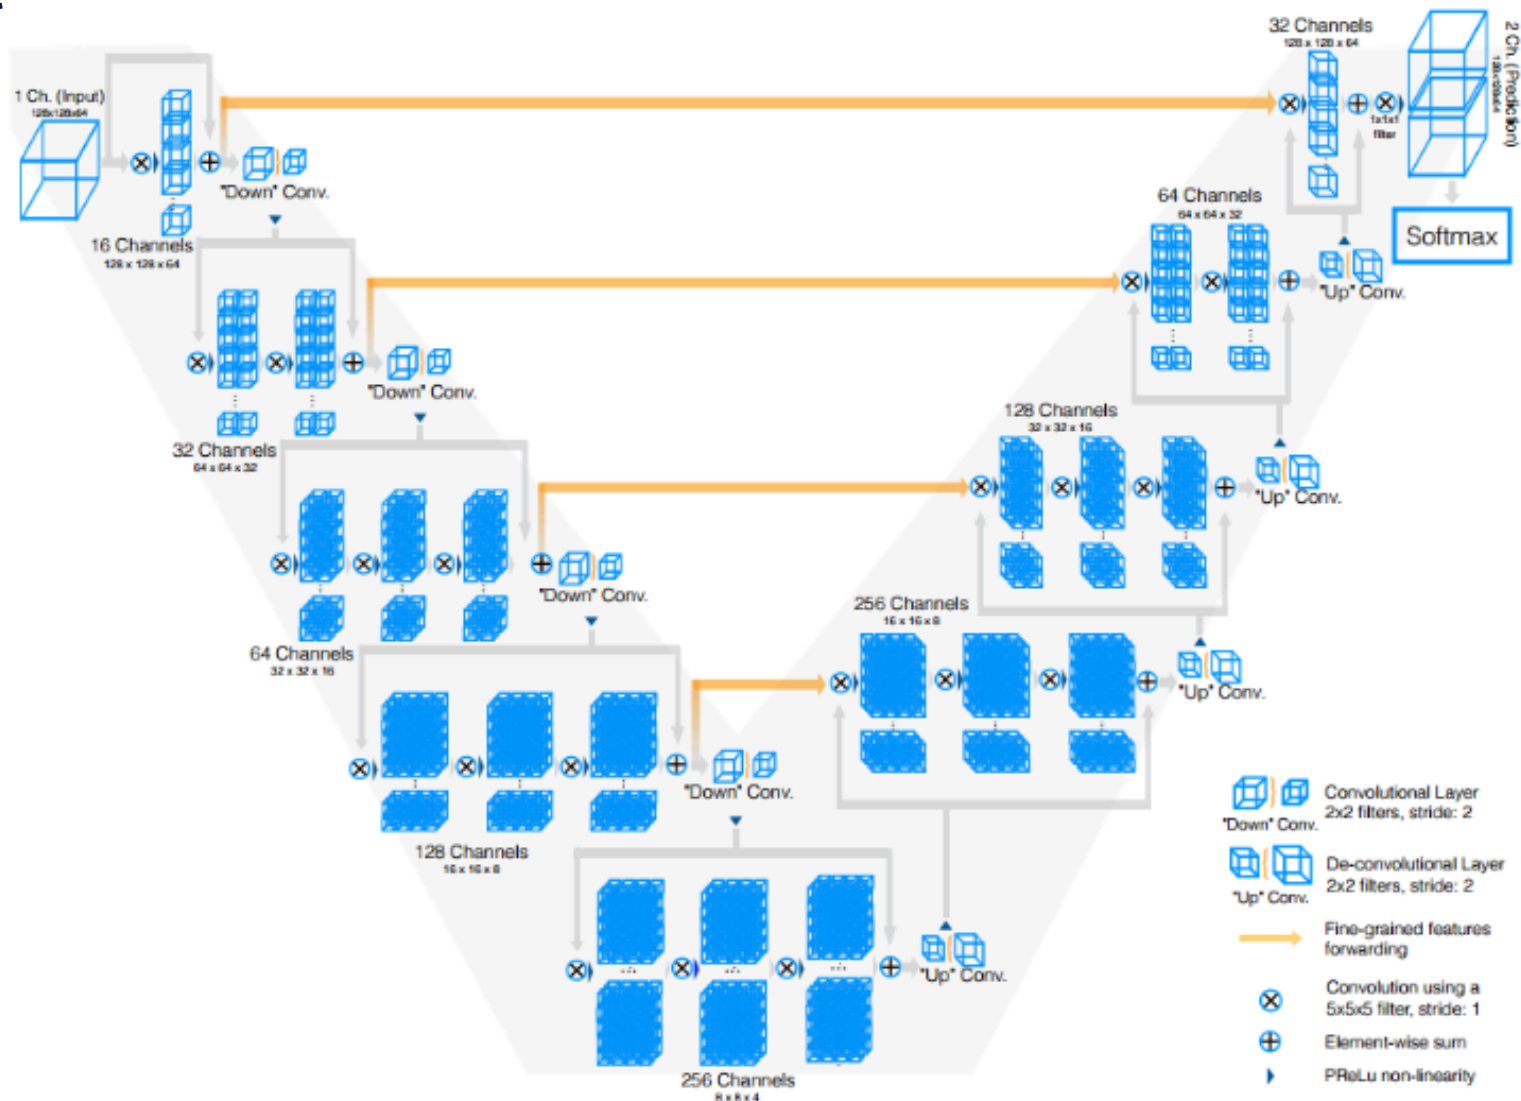 1 Ch. (Input)
128x128x64
16 Channels
128 x 128 x 64
"Down" Conv.
32 Channels
64 x 64 x 32
"Down" Conv.
64 Channels
32 x 32 x 16
"Down" Conv.
128 Channels
16 x 16 x 8
"Down" Conv.
256 Channels
8 x 8 x 4
"Up" Conv.
256 Channels
16 x 16 x 8
"Up" Conv.
128 Channels
32 x 32 x 16
"Up" Conv.
64 Channels
64 x 64 x 32
"Up" Conv.
32 Channels
128 x 128 x 64
1x1x1
filter
2 Ch. (Prediction)
128x128x64
Softmax
"Down" Conv.
Convolutional Layer
2x2 filters, stride: 2
"Up" Conv.
De-convolutional Layer
2x2 filters, stride: 2
Fine-grained features
forwarding
Convolution using a
5x5x5 filter, stride: 1
Element-wise sum
PReLu non-linearity